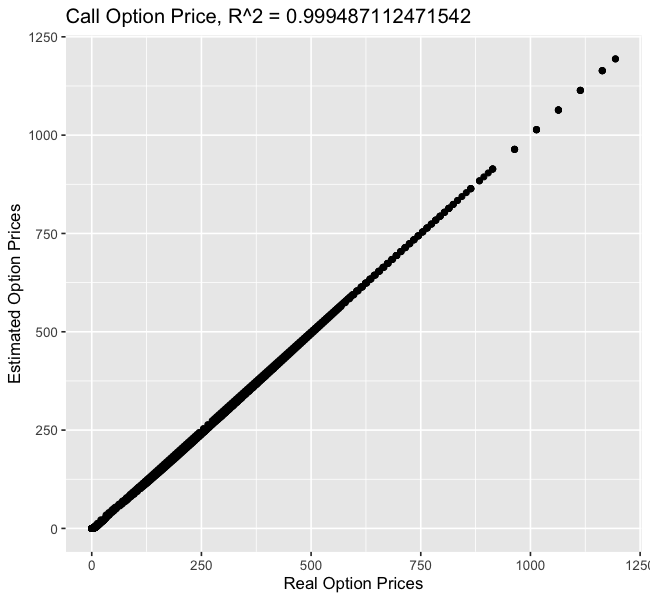 Call Option Price, R^2 = 0.999487112471542
Estimated Option Prices
1250
1000
750
500
250
0
0 250 500 750 1000 1250
Real Option Prices